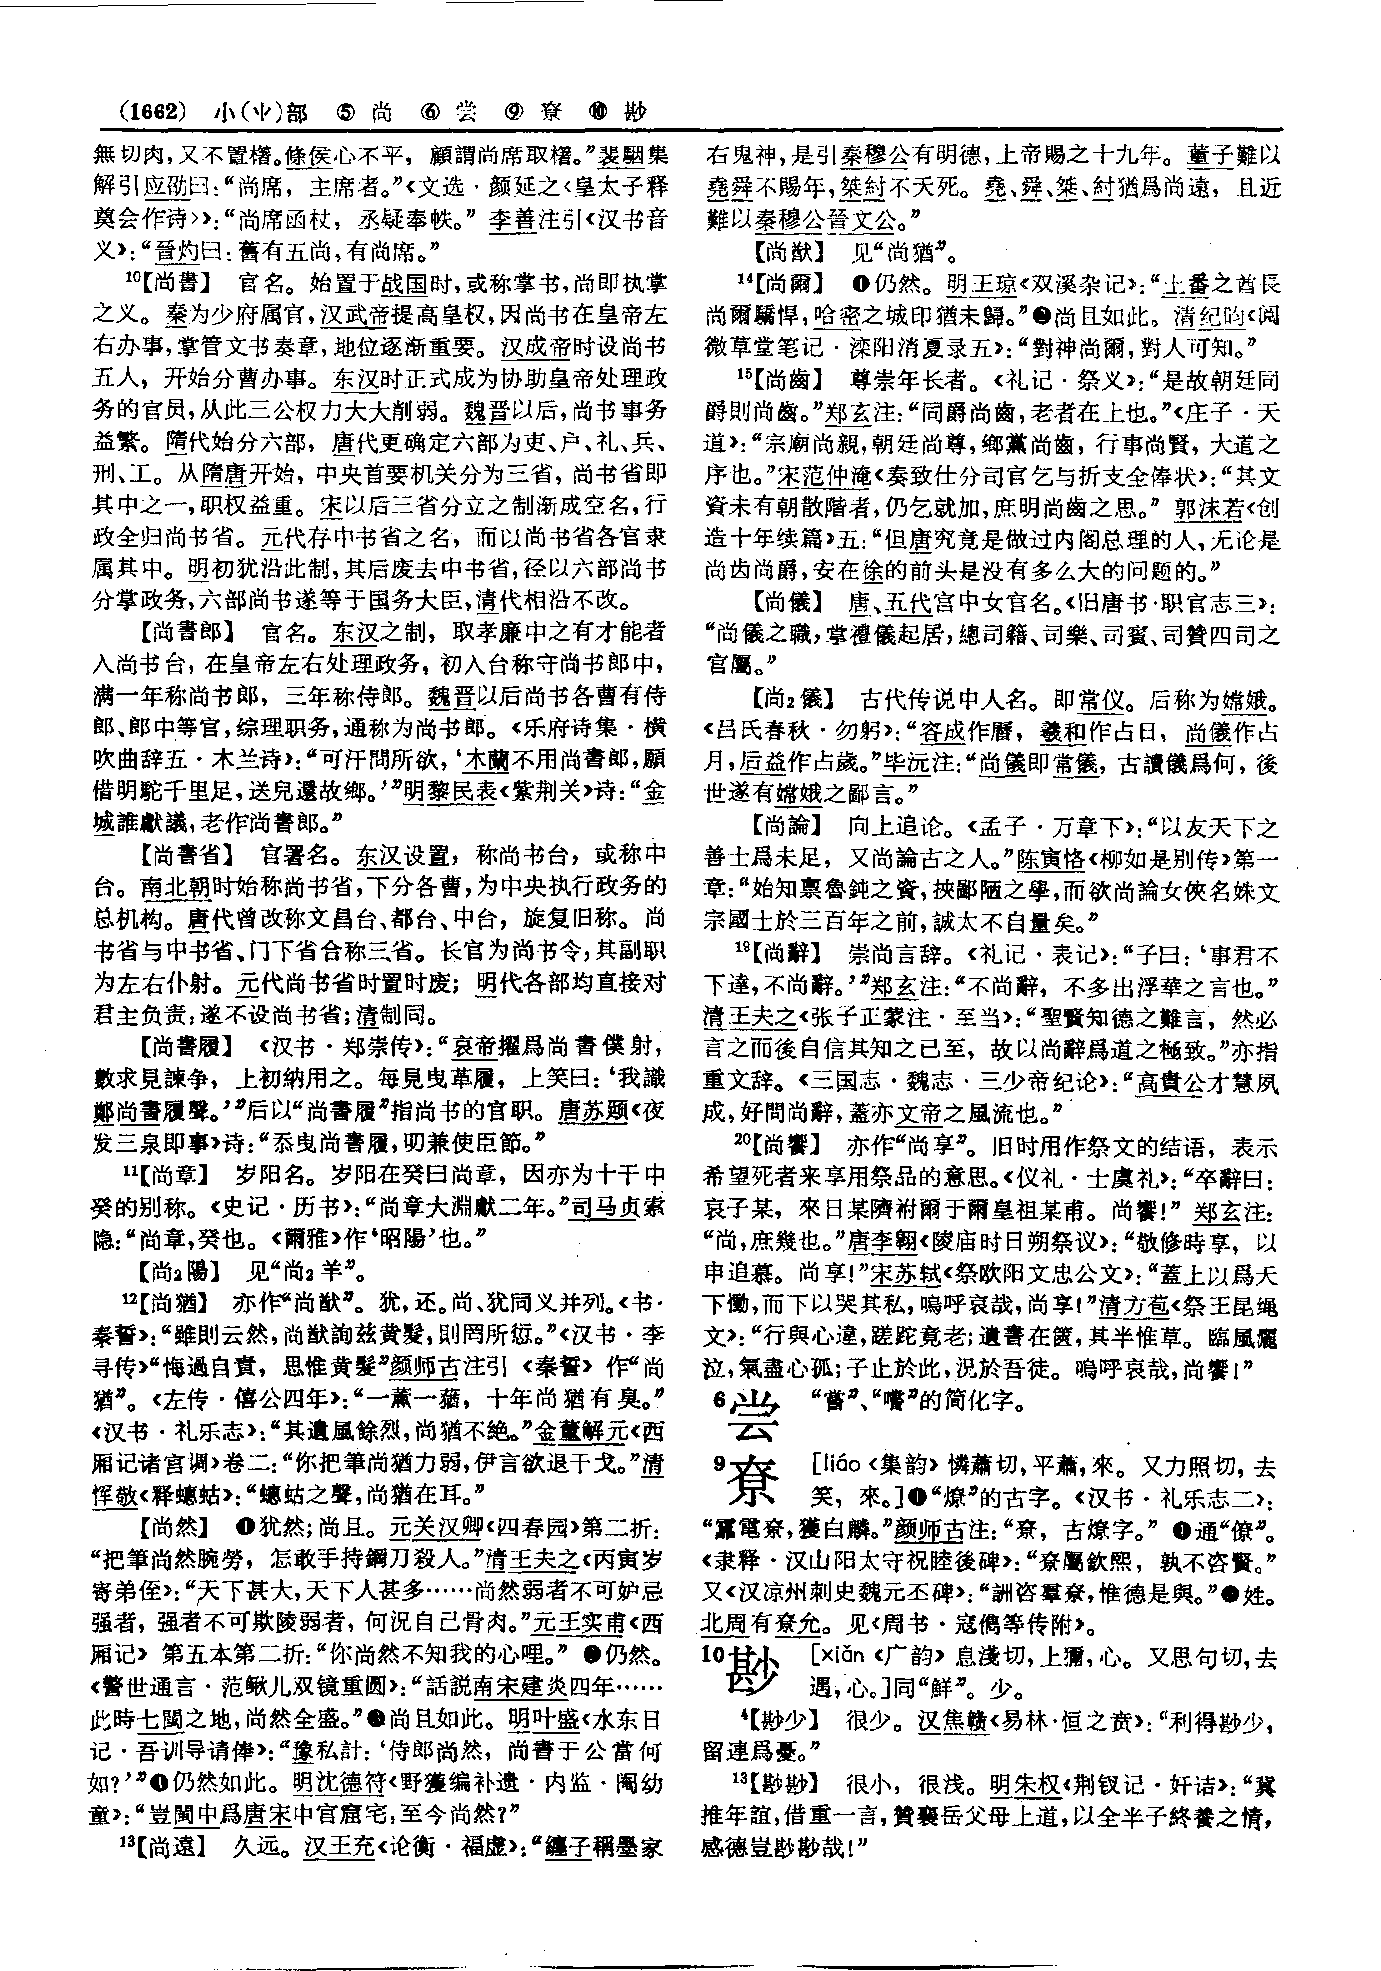 (1662) 小(⺌)部 ⑤ 尚 ⑥ 尝 ⑨ 尞 ⑩ 尠
無切肉，又不置櫡。條侯心不平，顧謂尚席取櫡。”裴駰集
解引应劭曰：“尚席，主席者。”《文选·颜延之〈皇太子释
奠会作诗〉》：“尚席函杖，丞疑奉帙。”李善注引《汉书音
义》：“晉灼曰：舊有五尚，有尚席。”
10【尚書】 官名。始置于战国时，或称掌书，尚即执掌
之义。秦为少府属官，汉武帝提高皇权，因尚书在皇帝左
右办事，掌管文书奏章，地位逐渐重要。汉成帝时设尚书
五人，开始分曹办事。东汉时正式成为协助皇帝处理政
务的官员，从此三公权力大大削弱。魏晋以后，尚书事务
益繁。隋代始分六部，唐代更确定六部为吏、户、礼、兵、
刑、工。从隋唐开始，中央首要机关分为三省，尚书省即
其中之一，职权益重。宋以后三省分立之制渐成空名，行
政全归尚书省。元代存中书省之名，而以尚书省各官隶
属其中。明初犹沿此制，其后废去中书省，径以六部尚书
分掌政务，六部尚书遂等于国务大臣，清代相沿不改。
【尚書郎】 官名。东汉之制，取孝廉中之有才能者
入尚书台，在皇帝左右处理政务，初入台称守尚书郎中，
满一年称尚书郎，三年称侍郎。魏晋以后尚书各曹有侍
郎、郎中等官，综理职务，通称为尚书郎。《乐府诗集·横
吹曲辞五·木兰诗》：“可汗問所欲，‘木蘭不用尚書郎，願
借明駝千里足，送兒還故鄉。’”明黎民表《紫荆关》诗：“金
城誰獻議，老作尚書郎。”
【尚書省】 官署名。东汉设置，称尚书台，或称中
台。南北朝时始称尚书省，下分各曹，为中央执行政务的
总机构。唐代曾改称文昌台、都台、中台，旋复旧称。尚
书省与中书省、门下省合称三省。长官为尚书令，其副职
为左右仆射。元代尚书省时置时废；明代各部均直接对
君主负责，遂不设尚书省；清制同。
【尚書履】 《汉书·郑崇传》：“哀帝擢爲尚書僕射，
數求見諫争，上初納用之。每見曳革履，上笑曰：‘我識
鄭尚書履聲。’”后以“尚書履”指尚书的官职。唐苏颋《夜
发三泉即事》诗：“忝曳尚書履，叨兼使臣節。”
11【尚章】 岁阳名。岁阳在癸曰尚章，因亦为十干中
癸的别称。《史记·历书》：“尚章大淵獻二年。”司马贞索
隐：“尚章，癸也。《爾雅》作‘昭陽’也。”
【尚₂陽】 见“尚₂羊”。
12【尚猶】 亦作“尚猷”。犹，还。尚、犹同义并列。《书·
秦誓》：“雖則云然，尚猷詢兹黄髮，則罔所愆。”《汉书·李
寻传》“悔過自責，思惟黄髮”颜师古注引《秦誓》作“尚
猶”。《左传·僖公四年》：“一薰一蕕，十年尚猶有臭。”
《汉书·礼乐志》：“其遺風餘烈，尚猶不絶。”金董解元《西
厢记诸宫调》卷二：“你把筆尚猶力弱，伊言欲退干戈。”清
恽敬《释蟪蛄》：“蟪蛄之聲，尚猶在耳。”
【尚然】 ❶犹然；尚且。元关汉卿《四春园》第二折：
“把筆尚然腕勞，怎敢手持鋼刀殺人。”清王夫之《丙寅岁
寄弟侄》：“天下甚大，天下人甚多……尚然弱者不可妒忌
强者，强者不可欺陵弱者，何況自己骨肉。”元王实甫《西
厢记》第五本第二折：“你尚然不知我的心哩。”❷仍然。
《警世通言·范鳅儿双镜重圆》：“話説南宋建炎四年……
此時七閩之地，尚然全盛。”❸尚且如此。明叶盛《水东日
记·吾训导请俸》：“豫私計：‘侍郎尚然，尚書于公當何
如？’”❹仍然如此。明沈德符《野獲编补遗·内监·阉幼
童》：“豈閩中爲唐宋中官窟宅，至今尚然？”
13【尚遠】 久远。汉王充《论衡·福虚》：“纏子稱墨家
右鬼神，是引秦穆公有明德，上帝賜之十九年。董子難以
堯舜不賜年，桀紂不夭死。堯、舜、桀、紂猶爲尚遠，且近
難以秦穆公晉文公。”
【尚猷】 见“尚猶”。
14【尚爾】 ❶仍然。明王琼《双溪杂记》：“土番之酋長
尚爾驕悍，哈密之城印猶未歸。”❷尚且如此。清纪昀《阅
微草堂笔记·滦阳消夏录五》：“對神尚爾，對人可知。”
15【尚齒】 尊崇年长者。《礼记·祭义》：“是故朝廷同
爵則尚齒。”郑玄注：“同爵尚齒，老者在上也。”《庄子·天
道》：“宗廟尚親，朝廷尚尊，鄉黨尚齒，行事尚賢，大道之
序也。”宋范仲淹《奏致仕分司官乞与折支全俸状》：“其文
資未有朝散階者，仍乞就加，庶明尚齒之思。”郭沫若《创
造十年续篇》五：“但唐究竟是做过内阁总理的人，无论是
尚齿尚爵，安在徐的前头是没有多么大的问题的。”
【尚儀】 唐、五代宫中女官名。《旧唐书·职官志三》：
“尚儀之職，掌禮儀起居，總司籍、司樂、司賓、司贊四司之
官屬。”
【尚₂儀】 古代传说中人名。即常仪。后称为嫦娥。
《吕氏春秋·勿躬》：“容成作曆，羲和作占日，尚儀作占
月，后益作占歲。”毕沅注：“尚儀即常儀，古讀儀爲何，後
世遂有嫦娥之鄙言。”
【尚論】 向上追论。《孟子·万章下》：“以友天下之
善士爲未足，又尚論古之人。”陈寅恪《柳如是别传》第一
章：“始知禀魯鈍之資，挾鄙陋之學，而欲尚論女俠名姝文
宗國士於三百年之前，誠太不自量矣。”
19【尚辭】 崇尚言辞。《礼记·表记》：“子曰：‘事君不
下達，不尚辭。’”郑玄注：“不尚辭，不多出浮華之言也。”
清王夫之《张子正蒙注·至当》：“聖賢知德之難言，然必
言之而後自信其知之已至，故以尚辭爲道之極致。”亦指
重文辞。《三国志·魏志·三少帝纪论》：“高貴公才慧夙
成，好問尚辭，蓋亦文帝之風流也。”
20【尚饗】 亦作“尚享”。旧时用作祭文的结语，表示
希望死者来享用祭品的意思。《仪礼·士虞礼》：“卒辭曰：
哀子某，來日某隮祔爾于爾皇祖某甫。尚饗！”郑玄注：
“尚，庶幾也。”唐李翱《陵庙时日朔祭议》：“敬修時享，以
申追慕。尚享！”宋苏轼《祭欧阳文忠公文》：“蓋上以爲天
下慟，而下以哭其私，嗚呼哀哉，尚享！”清方苞《祭王昆绳
文》：“行與心違，蹉跎竟老；遺書在篋，其半惟草。臨風灑
泣，氣盡心孤；子止於此，況於吾徒。嗚呼哀哉，尚饗！”
6 尝 “嘗”、“嚐”的简化字。
9 尞 [liáo《集韵》憐蕭切，平蕭，來。又力照切，去
笑，來。]❶“燎”的古字。《汉书·礼乐志二》：
“靁電尞，獲白麟。”颜师古注：“尞，古燎字。”❷通“僚”。
《隶释·汉山阳太守祝睦後碑》：“尞屬欽熙，孰不咨賢。”
又《汉凉州刺史魏元丕碑》：“訓咨羣尞，惟德是與。”❸姓。
北周有尞允。见《周书·寇儁等传附》。
10 尠 [xiǎn《广韵》息淺切，上獮，心。又思句切，去
遇，心。]同“鮮”。少。
4【尠少】 很少。汉焦赣《易林·恒之贲》：“利得尠少，
留連爲憂。”
13【尠尠】 很小，很浅。明朱权《荆钗记·奸诘》：“冀
推年誼，借重一言，贊襄岳父母上道，以全半子終養之情，
感德豈尠尠哉！”